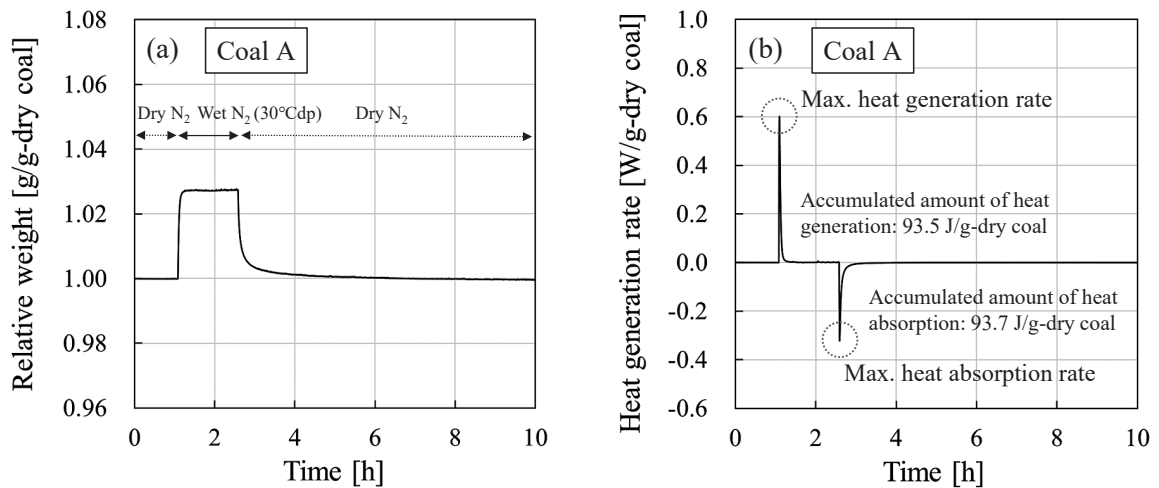 (a)
Coal A
Dry N₂
Wet N₂ (30°Cdp)
Dry N₂
Relative weight [g/g-dry coal]
1.08
1.06
1.04
1.02
1.00
0.98
0.96
0
2
4
6
8
10
Time [h]
(b)
Coal A
Max. heat generation rate
Accumulated amount of heat
generation: 93.5 J/g-dry coal
Accumulated amount of heat
absorption: 93.7 J/g-dry coal
Max. heat absorption rate
Heat generation rate [W/g-dry coal]
1.0
0.8
0.6
0.4
0.2
0.0
-0.2
-0.4
-0.6
0
2
4
6
8
10
Time [h]